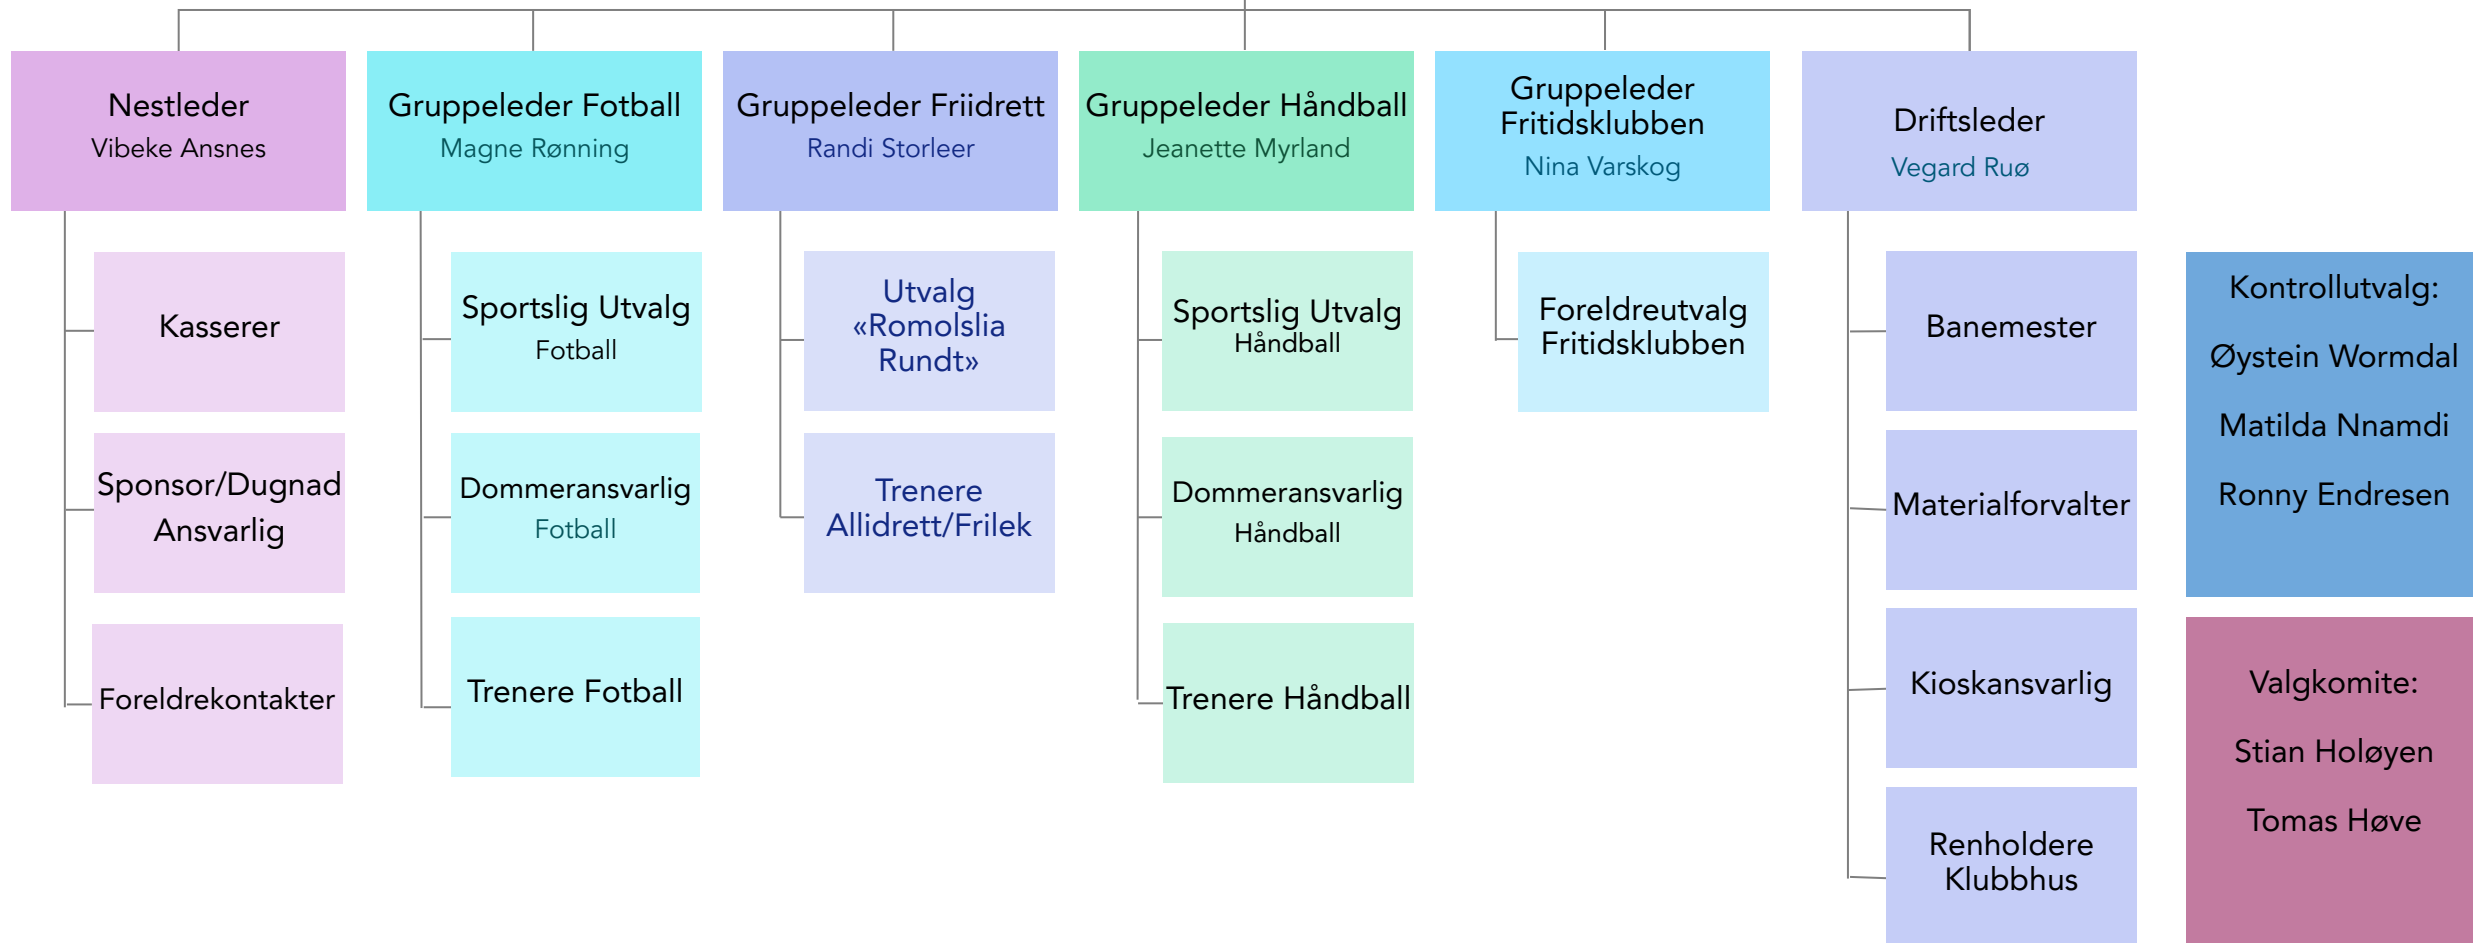 Nestleder
Vibeke Ansnes
Gruppeleder Fotball
Magne Rønning
Gruppeleder Friidrett
Randi Storleer
Gruppeleder Håndball
Jeanette Myrland
Gruppeleder
Fritidsklubben
Nina Varskog
Driftsleder
Vegard Ruø
Kasserer
Sponsor/Dugnad
Ansvarlig
Foreldrekontakter
Sportslig Utvalg
Fotball
Dommeransvarlig
Fotball
Trenere Fotball
Utvalg
«Romolslia
Rundt»
Trenere
Allidrett/Frilek
Sportslig Utvalg
Håndball
Dommeransvarlig
Håndball
Trenere Håndball
Foreldreutvalg
Fritidsklubben
Banemester
Materialforvalter
Kioskansvarlig
Renholdere
Klubbhus
Kontrollutvalg:
Øystein Wormdal
Matilda Nnamdi
Ronny Endresen
Valgkomite:
Stian Holøyen
Tomas Høve